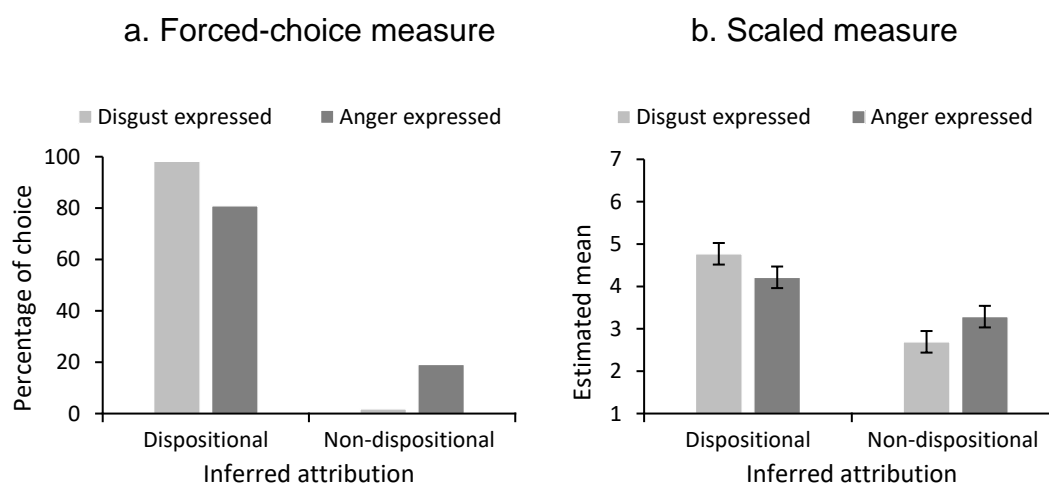 a. Forced-choice measure
Disgust expressed Anger expressed
Percentage of choice
100
80
60
40
20
0
Dispositional Non-dispositional
Inferred attribution
b. Scaled measure
Disgust expressed Anger expressed
Estimated mean
7
6
5
4
3
2
1
Dispositional Non-dispositional
Inferred attribution